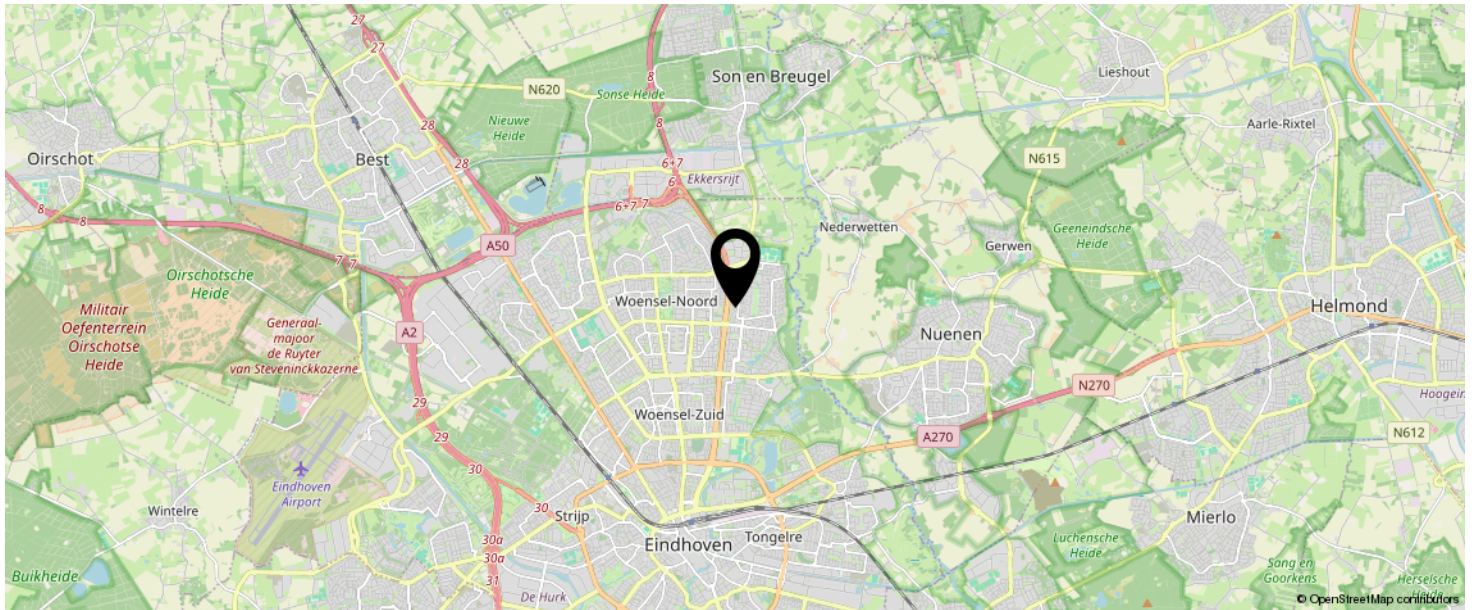 27
27
Son en Breugel
8
Lieshout
N620
Sonse Heide
Nieuwe
Heide
28
8
Aarle-Rixtel
Oirschot
Best
28
6+7
N615
Ekkersrijt
6
6+7
7
8
8
A50
Nederwetten
Geeneindsche
Heide
Gerwen
7
7
Oirschotsche
Heide
Woensel-Noord
Helmond
Militair
Oefenterrein
Oirschotse
Heide
Generaal-
majoor
de Ruyter
van Steveninckkazerne
A2
Nuenen
N270
29
Hoogein
Woensel-Zuid
29
A270
N612
30
Eindhoven
Airport
30
Wintelre
Strijp
Mierlo
Eindhoven
Tongelre
30a
30a
Luchensche
Heide
31
Buikheide
Sang en
Goorkens
Herselsche
Heide
De Hurk
© OpenStreetMap contributors